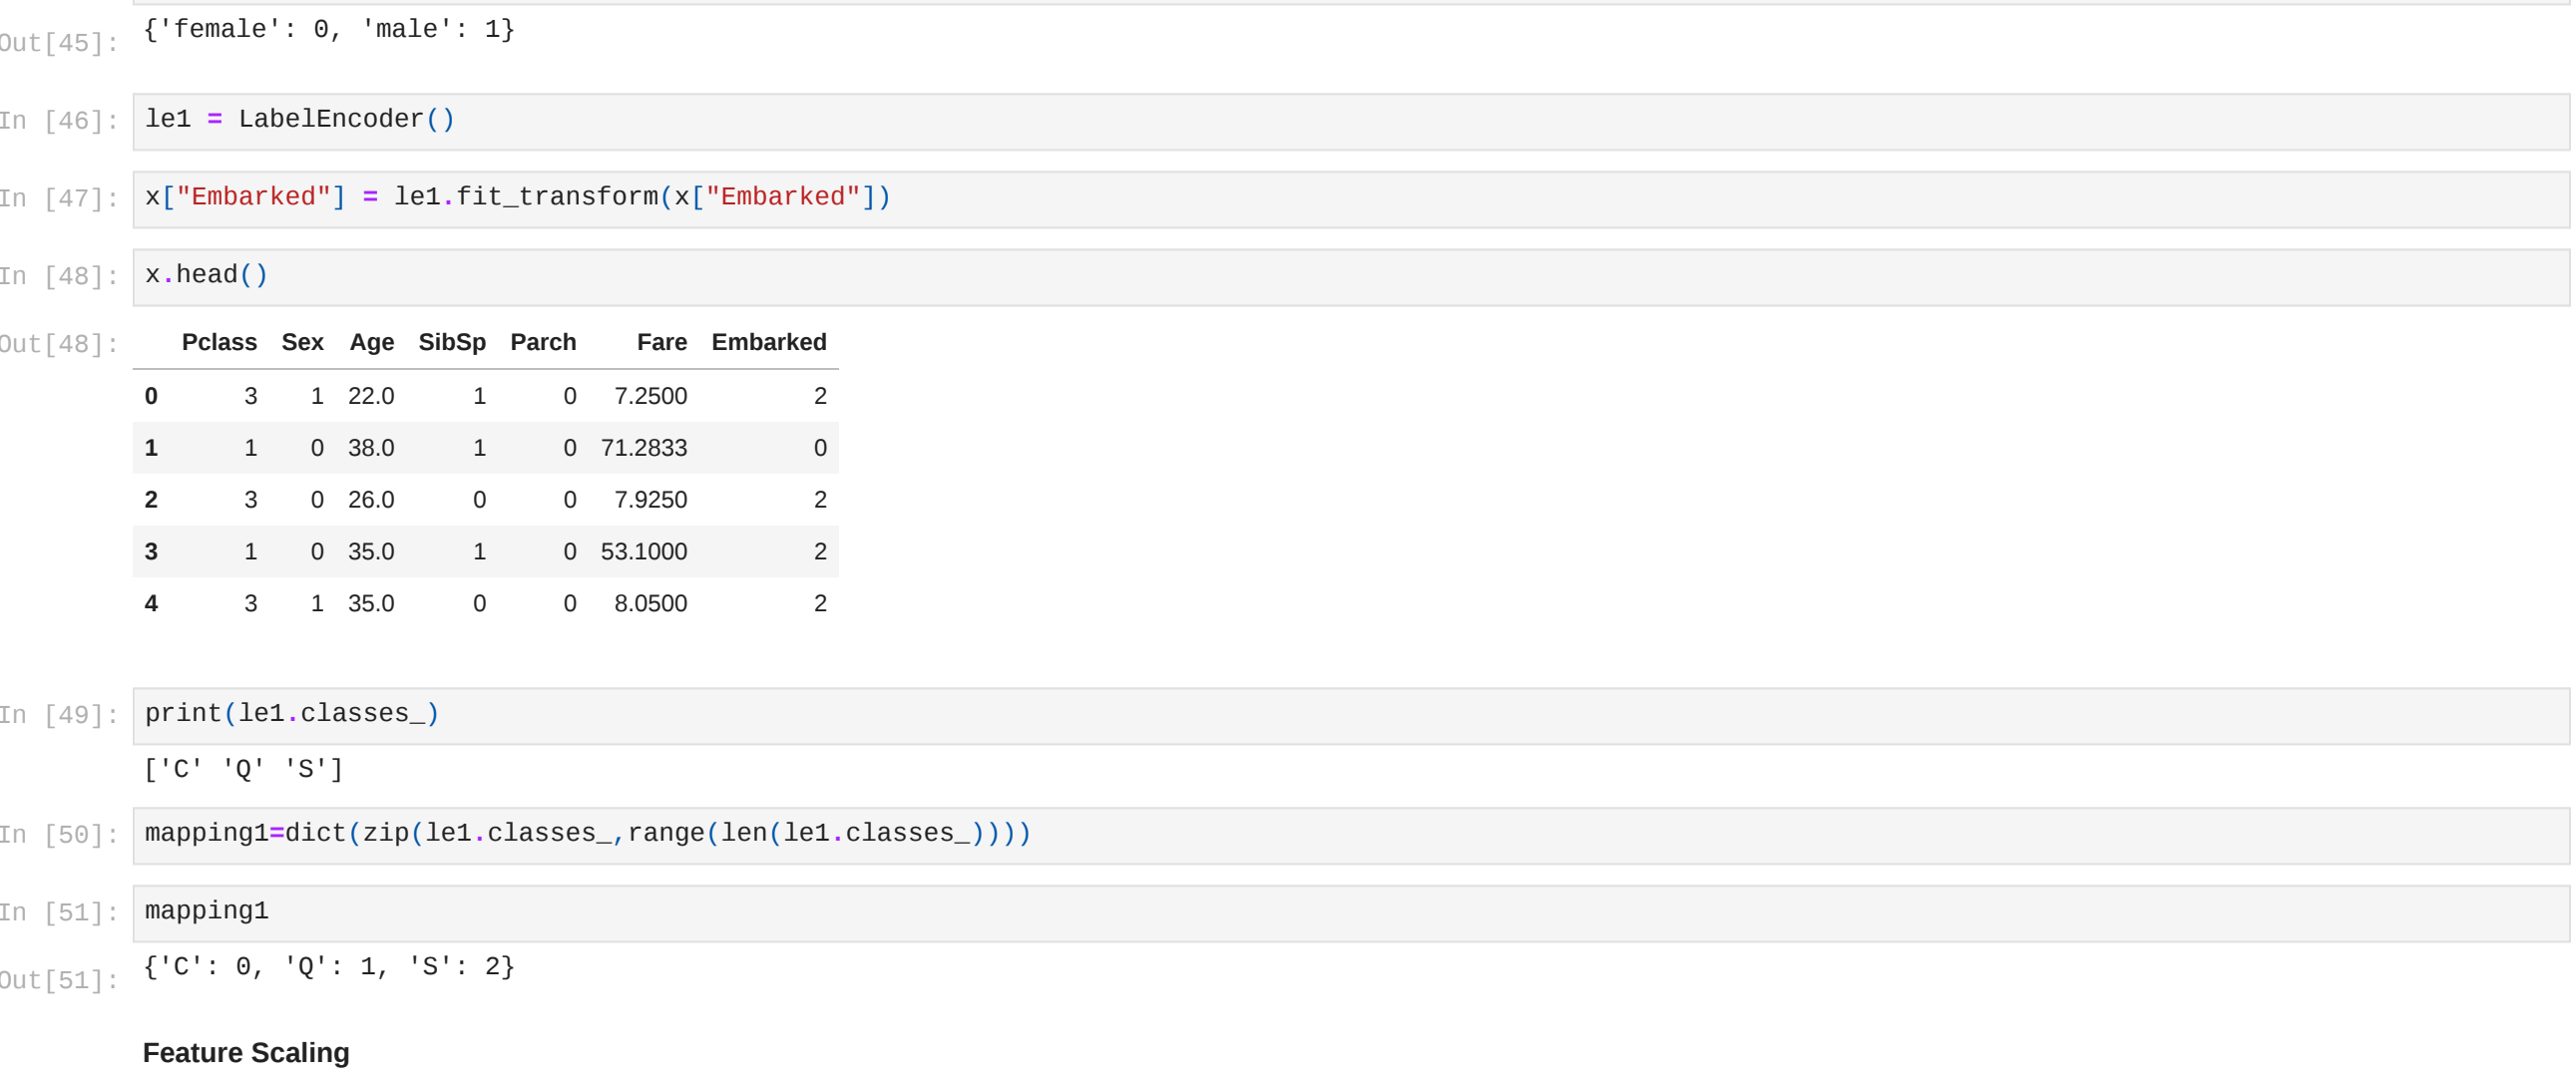 Out[45]: {'female': 0, 'male': 1}
In [46]: le1 = LabelEncoder()
In [47]: x["Embarked"] = le1.fit_transform(x["Embarked"])
In [48]: x.head()
Out[48]: Pclass Sex Age SibSp Parch Fare Embarked
0 3 1 22.0 1 0 7.2500 2
1 1 0 38.0 1 0 71.2833 0
2 3 0 26.0 0 0 7.9250 2
3 1 0 35.0 1 0 53.1000 2
4 3 1 35.0 0 0 8.0500 2
In [49]: print(le1.classes_)
['C' 'Q' 'S']
In [50]: mapping1=dict(zip(le1.classes_,range(len(le1.classes_))))
In [51]: mapping1
Out[51]: {'C': 0, 'Q': 1, 'S': 2}
Feature Scaling